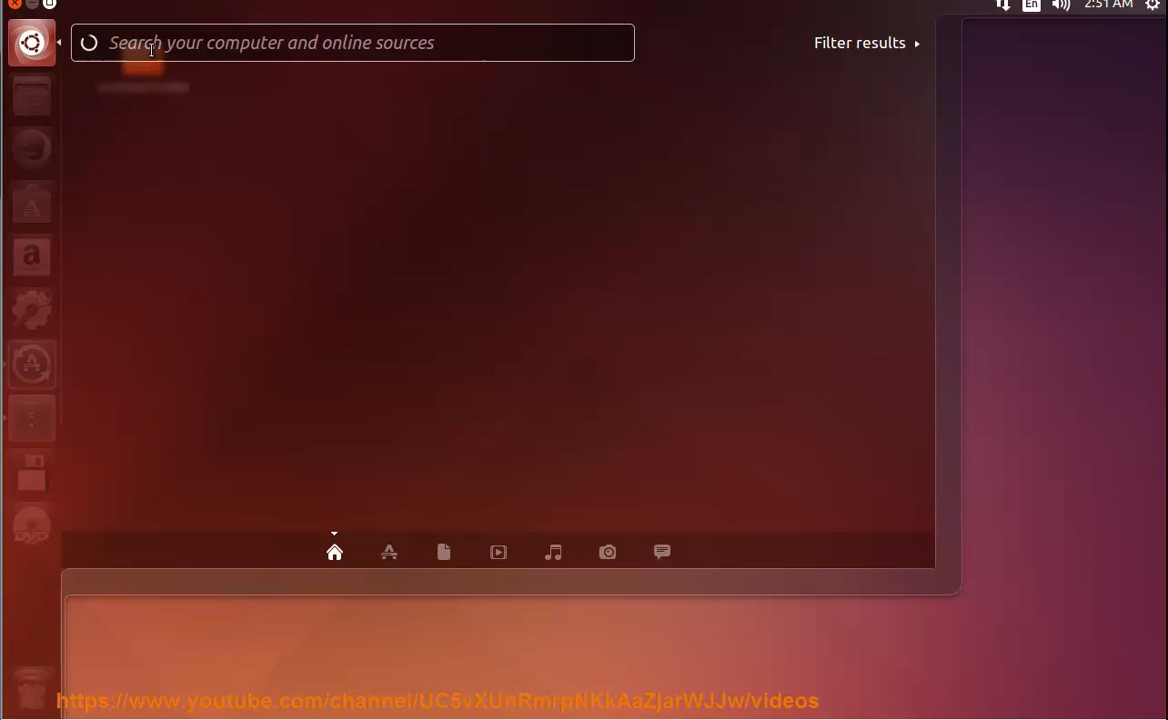 En
2:51 AM
Search your computer and online sources
Filter results
a
DVD
https://www.youtube.com/channel/UC5vXUnRmrpNKkAaZJarWJJw/videos